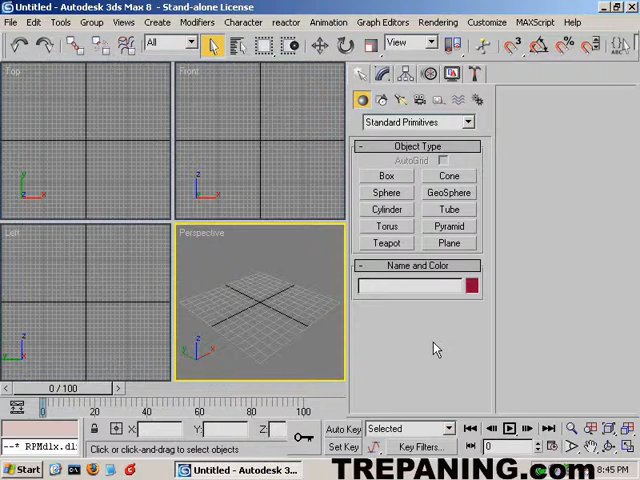 Untitled - Autodesk 3ds Max 8 - Stand-alone License
File Edit Tools Group Views Create Modifiers Character reactor Animation Graph Editors Rendering Customize MAXScript Help
All View 3 %
Top Front
Standard Primitives
- Object Type
AutoGrid
Box Cone
Sphere GeoSphere
Cylinder Tube
Torus Pyramid
Teapot Plane
- Name and Color
y x z x
Left Perspective
z y x z y x
< 0 / 100 >
0 20 40 60 80 100
X: Y: Z: Auto Key Selected
--* RPMdlx.dl Click or click-and-drag to select objects Set Key Key Filters... 0
Start Untitled - Autodesk 3... 8:45 PM
TREPANING.com